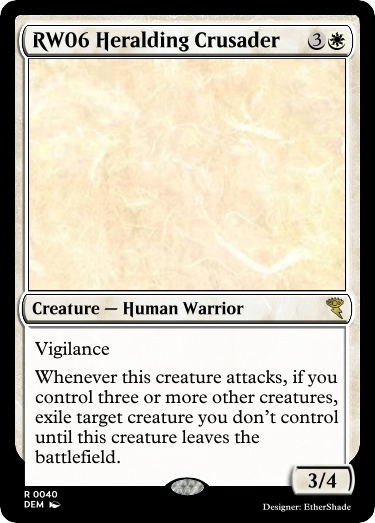 RW06 Heralding Crusader 3
Creature — Human Warrior
Vigilance
Whenever this creature attacks, if you
control three or more other creatures,
exile target creature you don't control
until this creature leaves the
battlefield.
3/4
R 0040
DEM
Designer: EtherShade